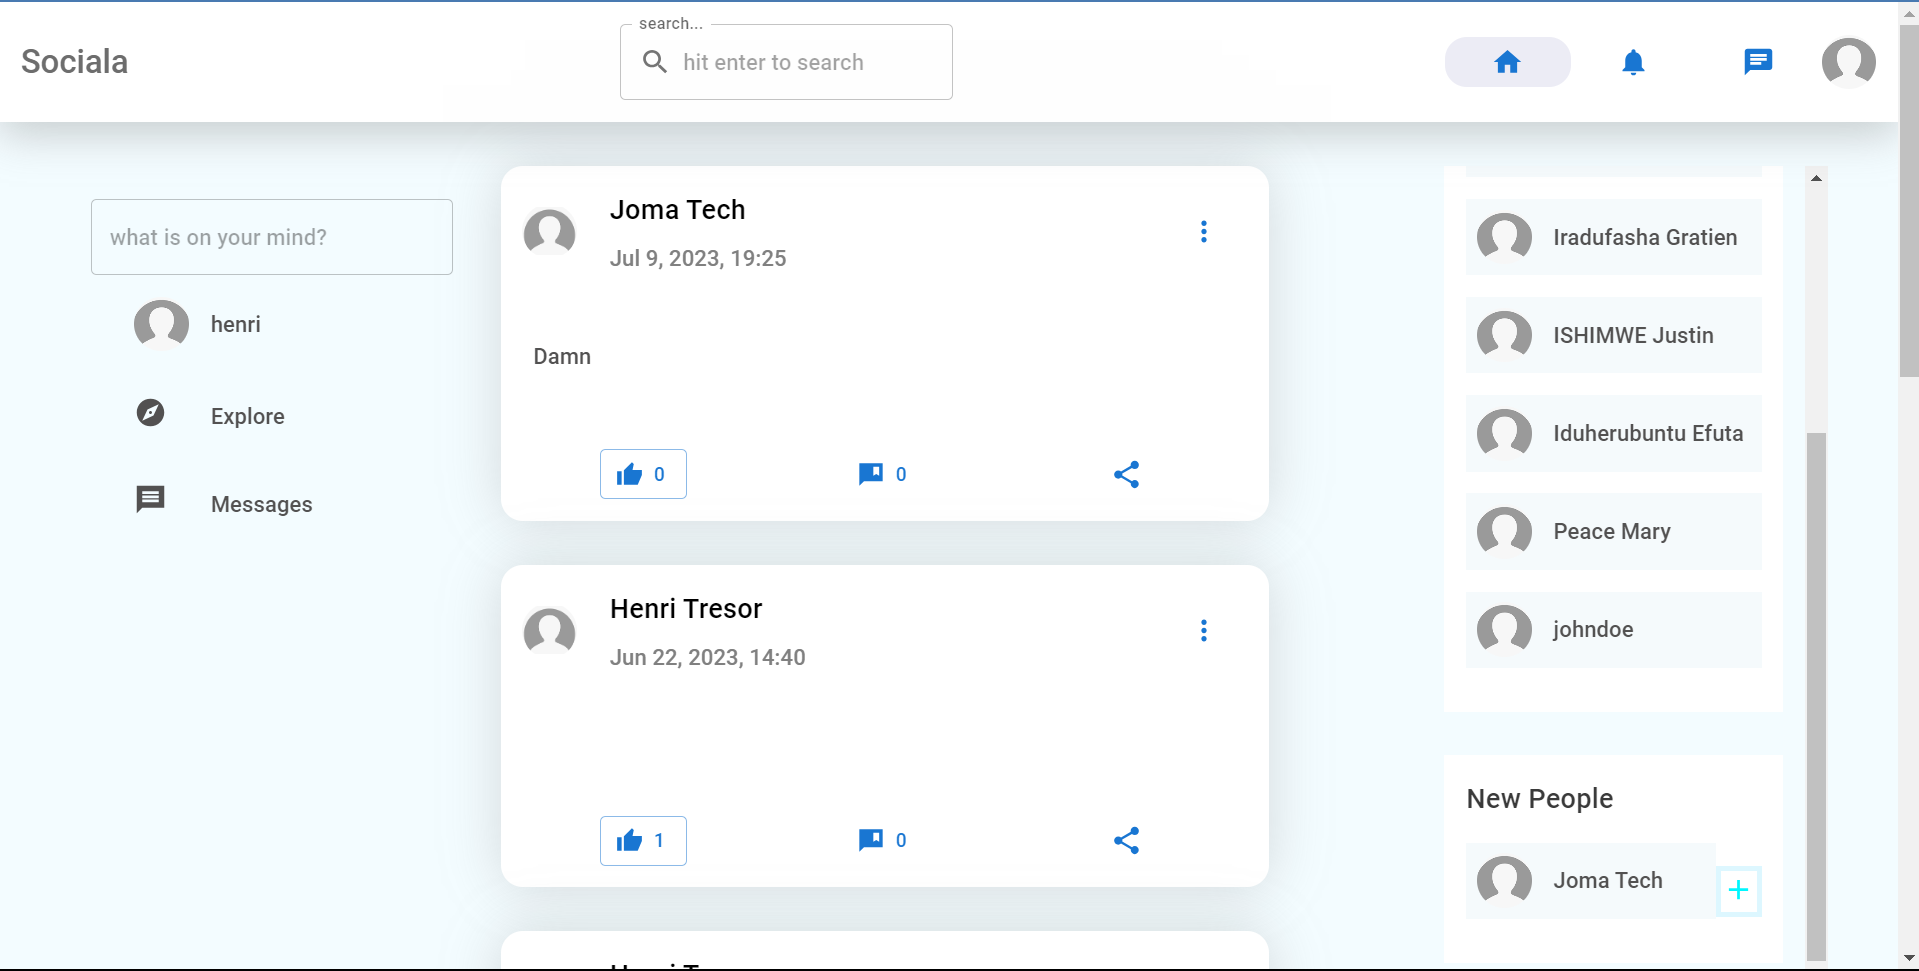 Sociala
search...
hit enter to search
what is on your mind?
henri
Explore
Messages
Joma Tech
Jul 9, 2023, 19:25
Damn
0
0
Henri Tresor
Jun 22, 2023, 14:40
1
0
Iradufasha Gratien
ISHIMWE Justin
Iduherubuntu Efuta
Peace Mary
johndoe
New People
Joma Tech